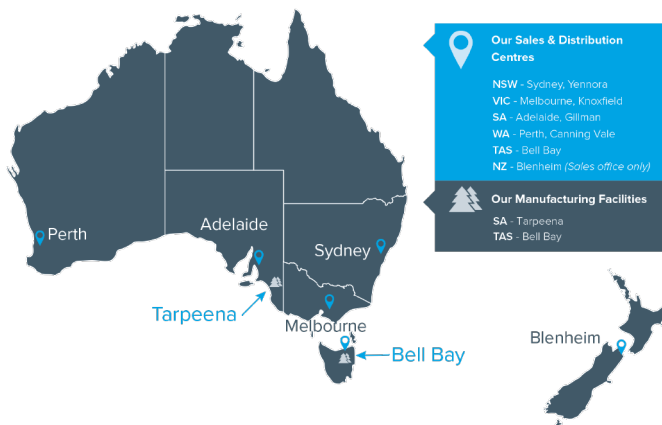 Our Sales & Distribution
Centres
NSW - Sydney, Yennora
VIC - Melbourne, Knoxfield
SA - Adelaide, Gillman
WA - Perth, Canning Vale
TAS - Bell Bay
NZ - Blenheim (Sales office only)
Our Manufacturing Facilities
SA - Tarpeena
TAS - Bell Bay
Perth
Adelaide
Sydney
Tarpeena
Melbourne
Bell Bay
Blenheim